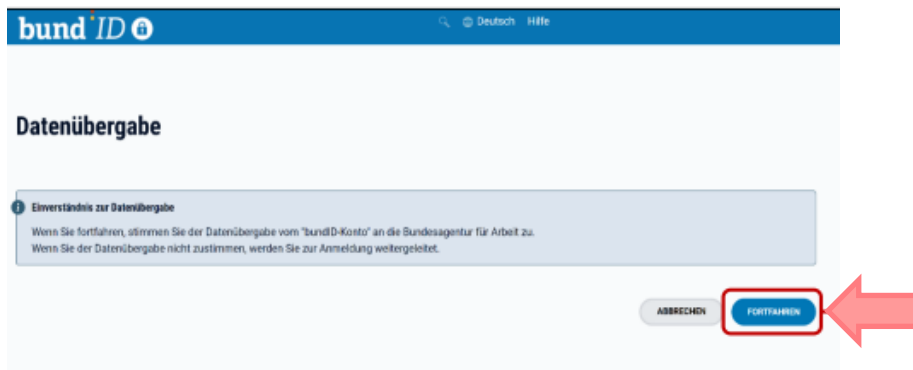 bund ID
Deutsch Hilfe
Datenübergabe
Einverständnis zur Datenübergabe
Wenn Sie fortfahren, stimmen Sie der Datenübergabe vom "bundID-Konto" an die Bundesagentur für Arbeit zu.
Wenn Sie der Datenübergabe nicht zustimmen, werden Sie zur Anmeldung weitergeleitet.
ABBRECHEN FORTFAHREN